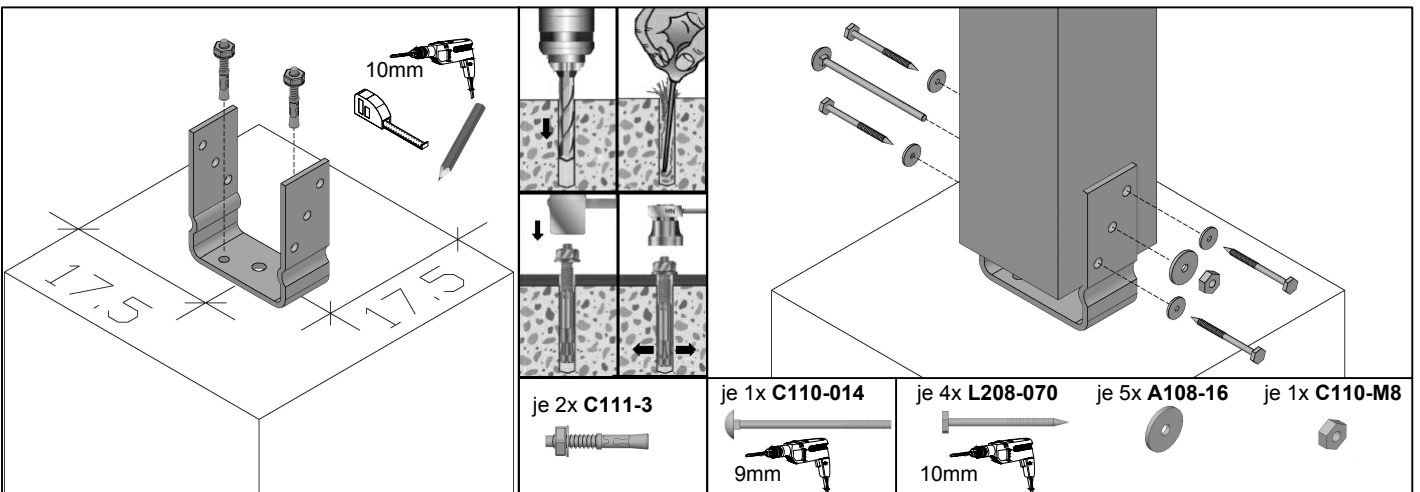 10mm
17.5
17.5
je 2x C111-3
je 1x C110-014
9mm
je 4x L208-070
10mm
je 5x A108-16
je 1x C110-M8